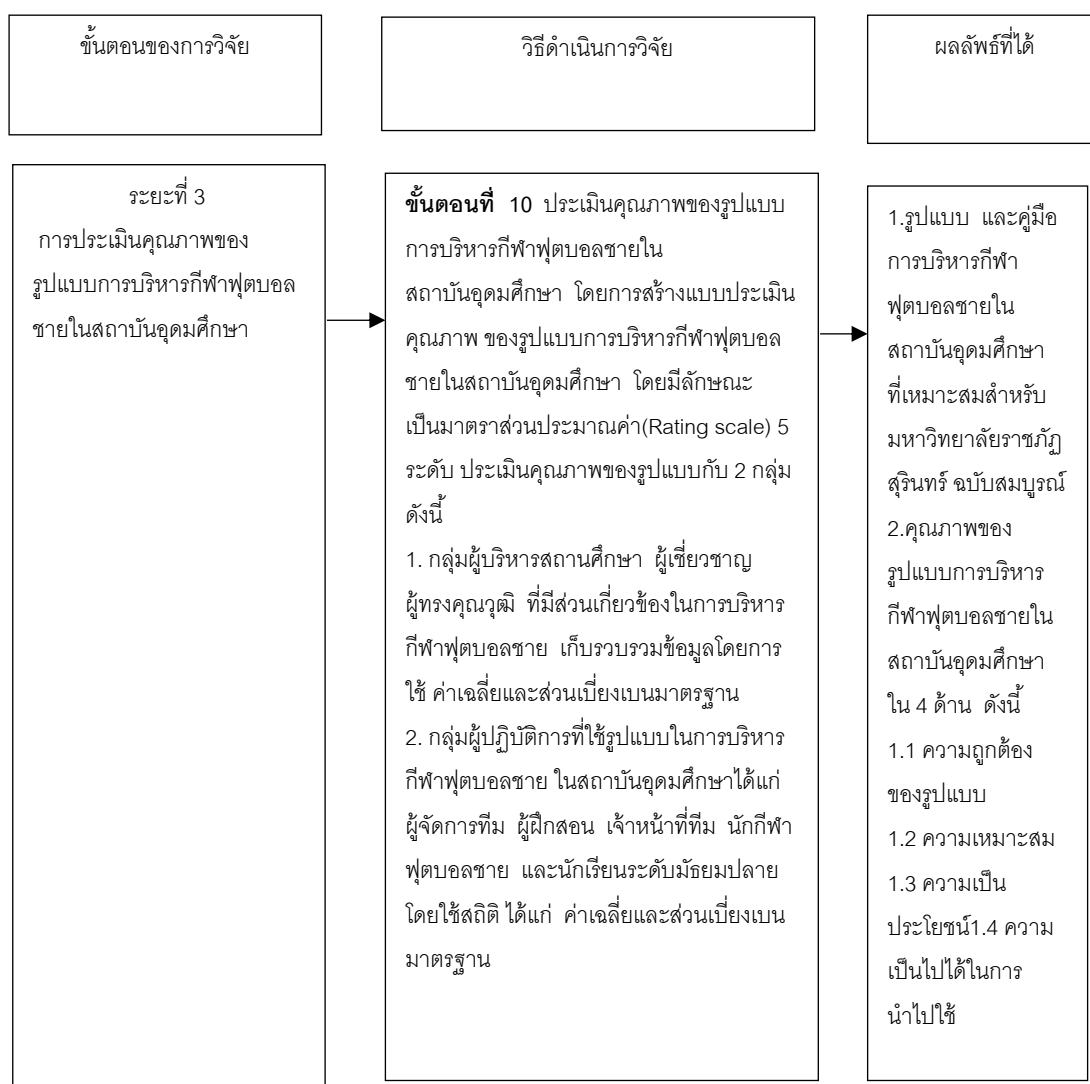 ขั้นตอนของการวิจัย
วิธีดำเนินการวิจัย
ผลลัพธ์ที่ได้
ระยะที่ 3
การประเมินคุณภาพของ
รูปแบบการบริหารกีฬาฟุตบอล
ชายในสถาบันอุดมศึกษา
ขั้นตอนที่ 10 ประเมินคุณภาพของรูปแบบ
การบริหารกีฬาฟุตบอลชายใน
สถาบันอุดมศึกษา โดยการสร้างแบบประเมิน
คุณภาพ ของรูปแบบการบริหารกีฬาฟุตบอล
ชายในสถาบันอุดมศึกษา โดยมีลักษณะ
เป็นมาตราส่วนประมาณค่า(Rating scale) 5
ระดับ ประเมินคุณภาพของรูปแบบกับ 2 กลุ่ม
ดังนี้
1. กลุ่มผู้บริหารสถานศึกษา ผู้เชี่ยวชาญ
ผู้ทรงคุณวุฒิ ที่มีส่วนเกี่ยวข้องในการบริหาร
กีฬาฟุตบอลชาย เก็บรวบรวมข้อมูลโดยการ
ใช้ ค่าเฉลี่ยและส่วนเบี่ยงเบนมาตรฐาน
2. กลุ่มผู้ปฏิบัติการที่ใช้รูปแบบในการบริหาร
กีฬาฟุตบอลชาย ในสถาบันอุดมศึกษาได้แก่
ผู้จัดการทีม ผู้ฝึกสอน เจ้าหน้าที่ทีม นักกีฬา
ฟุตบอลชาย และนักเรียนระดับมัธยมปลาย
โดยใช้สถิติ ได้แก่ ค่าเฉลี่ยและส่วนเบี่ยงเบน
มาตรฐาน
1.รูปแบบ และคู่มือ
การบริหารกีฬา
ฟุตบอลชายใน
สถาบันอุดมศึกษา
ที่เหมาะสมสำหรับ
มหาวิทยาลัยราชภัฏ
สุรินทร์ ฉบับสมบูรณ์
2.คุณภาพของ
รูปแบบการบริหาร
กีฬาฟุตบอลชายใน
สถาบันอุดมศึกษา
ใน 4 ด้าน ดังนี้
1.1 ความถูกต้อง
ของรูปแบบ
1.2 ความเหมาะสม
1.3 ความเป็น
ประโยชน์1.4 ความ
เป็นไปได้ในการ
นำไปใช้